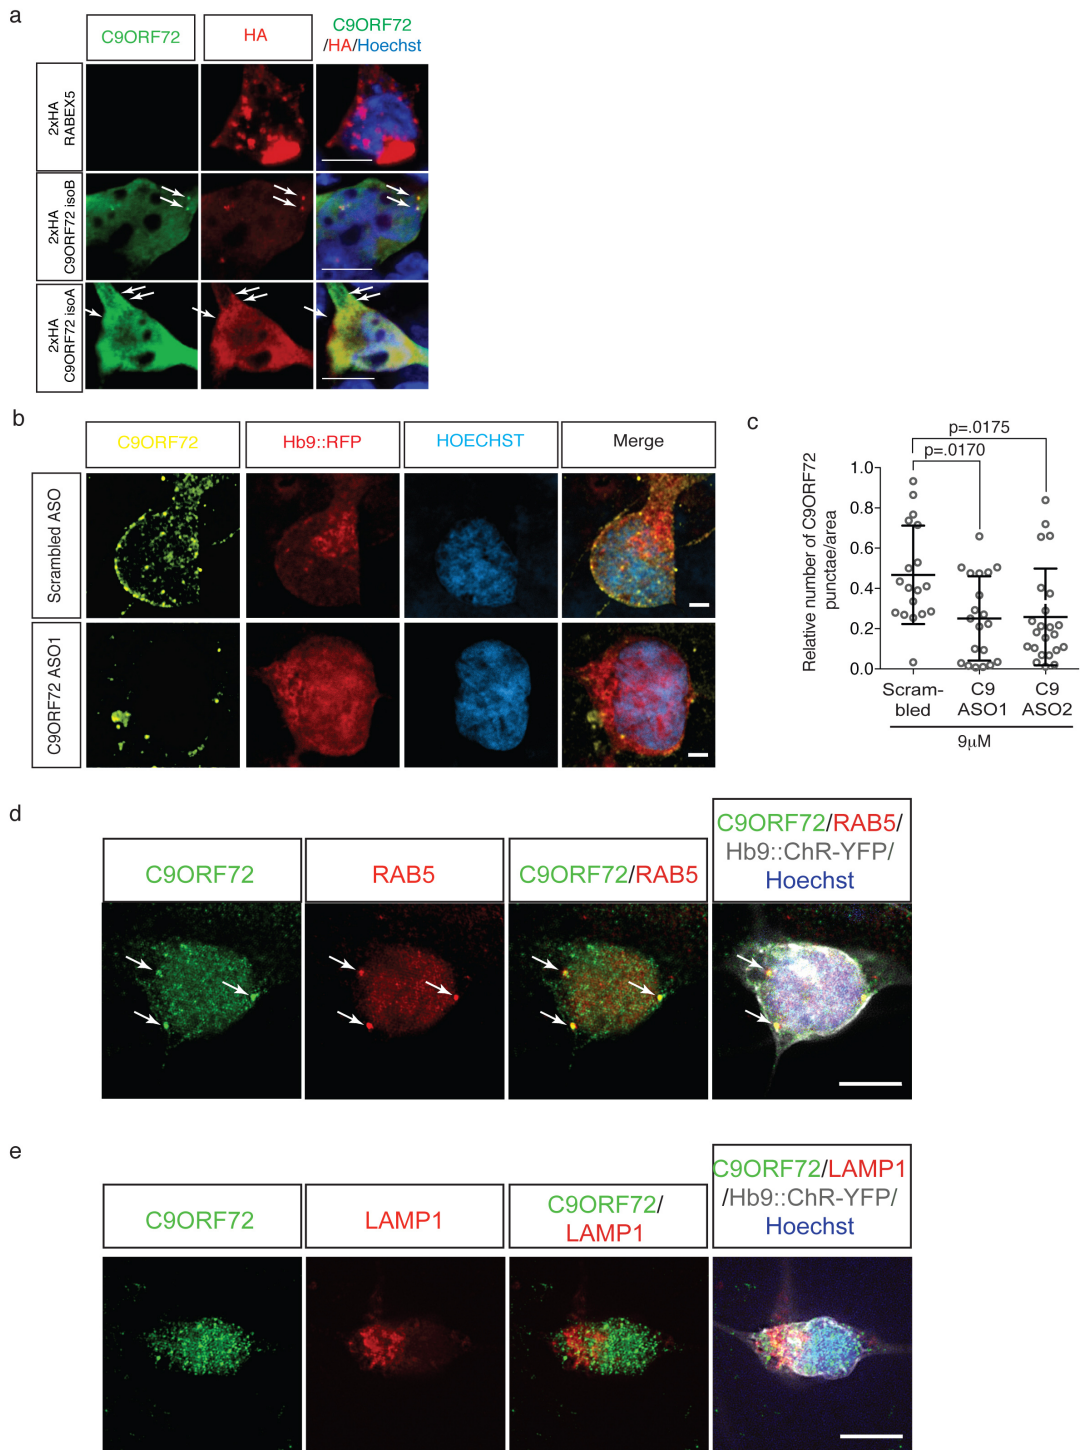 a
C9ORF72
HA
C9ORF72
/HA/Hoechst
2xHA
RABEX5
2xHA
C9ORF72 isoB
2xHA
C9ORF72 isoA
b
C9ORF72
Hb9::RFP
HOECHST
Merge
Scrambled ASO
C9ORF72 ASO1
c
p=.0175
p=.0170
Relative number of C9ORF72
punctae/area
1.0
0.8
0.6
0.4
0.2
0.0
Scram-
bled
C9
ASO1
C9
ASO2
9μM
d
C9ORF72
RAB5
C9ORF72/RAB5
C9ORF72/RAB5/
Hb9::ChR-YFP/
Hoechst
e
C9ORF72
LAMP1
C9ORF72/
LAMP1
C9ORF72/LAMP1
/Hb9::ChR-YFP/
Hoechst